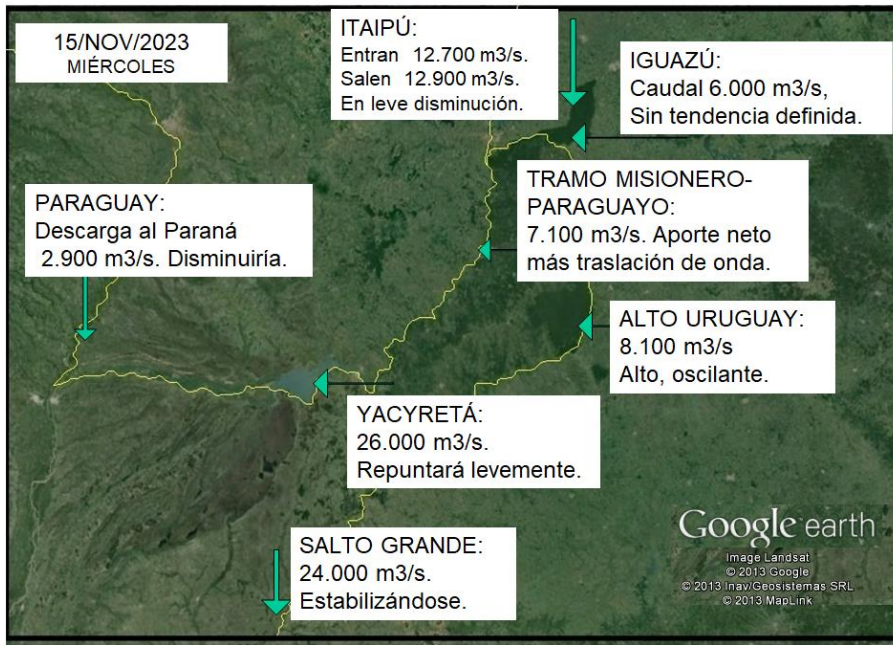 15/NOV/2023
MIÉRCOLES
ITAIPÚ:
Entran 12.700 m3/s.
Salen 12.900 m3/s.
En leve disminución.
IGUAZÚ:
Caudal 6.000 m3/s,
Sin tendencia definida.
PARAGUAY:
Descarga al Paraná
2.900 m3/s. Disminuiría.
TRAMO MISIONERO-
PARAGUAYO:
7.100 m3/s. Aporte neto
más traslación de onda.
ALTO URUGUAY:
8.100 m3/s
Alto, oscilante.
YACYRETÁ:
26.000 m3/s.
Repuntará levemente.
SALTO GRANDE:
24.000 m3/s.
Estabilizándose.
Google earth
Image Landsat
© 2013 Google
© 2013 Inav/Geosistemas SRL
© 2013 MapLink